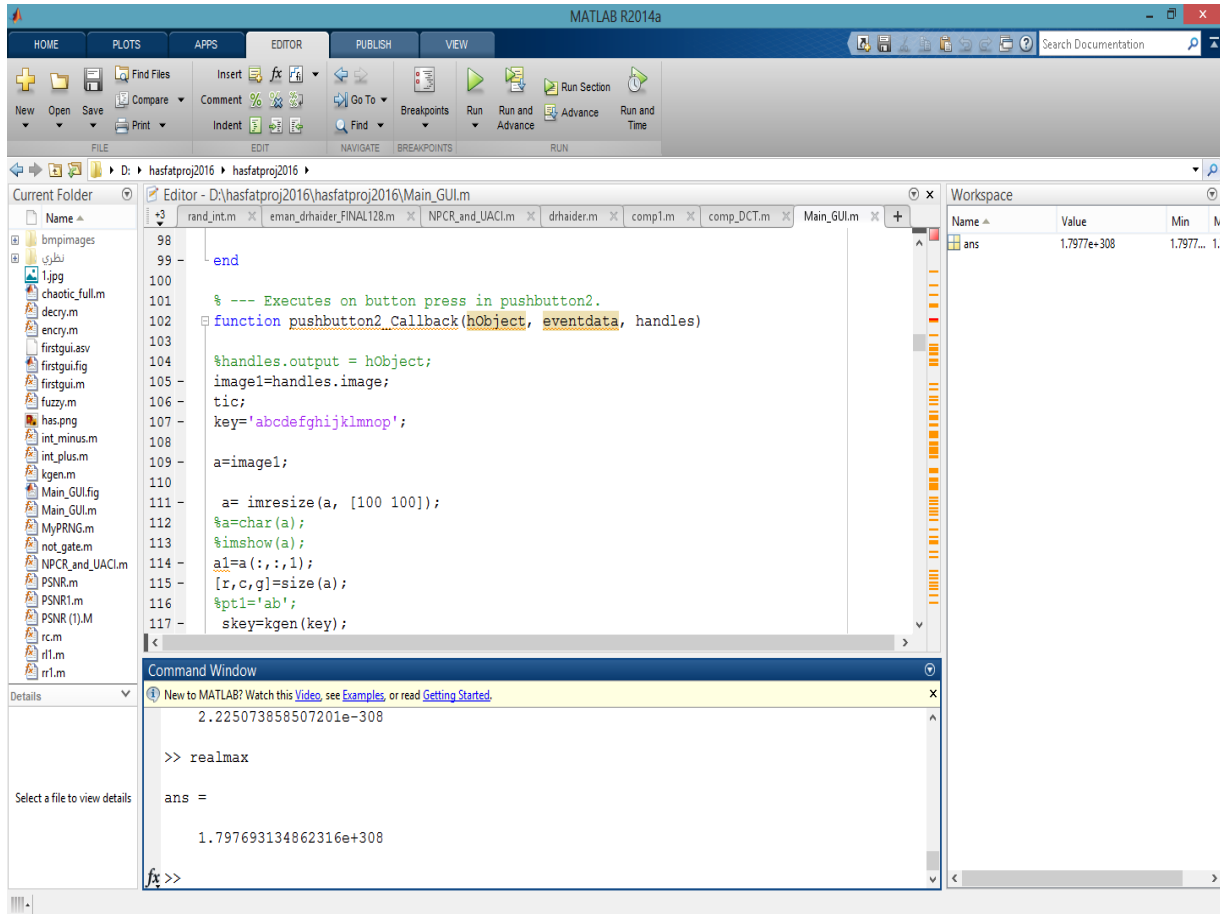 MATLAB R2014a
HOME PLOTS APPS EDITOR PUBLISH VIEW
Search Documentation
New Open Save
Find Files
Compare
Print
FILE
Insert fx
Comment
Indent
EDIT
Go To
Find
NAVIGATE
Breakpoints
BREAKPOINTS
Run
Run and Advance
Run Section
Advance
Run and Time
RUN
D: hasfatproj2016 hasfatproj2016
Current Folder
Name
bmpimages
نظري
1.jpg
chaotic_full.m
decry.m
encry.m
firstgui.asv
firstgui.fig
firstgui.m
fuzzy.m
has.png
int_minus.m
int_plus.m
kgen.m
Main_GUI.fig
Main_GUI.m
MyPRNG.m
not_gate.m
NPCR_and_UACI.m
PSNR.m
PSNR1.m
PSNR (1).M
rc.m
rl1.m
rr1.m
Details
Select a file to view details
Editor - D:\hasfatproj2016\hasfatproj2016\Main_GUI.m
+3 rand_int.m eman_drhaider_FINAL128.m NPCR_and_UACI.m drhaider.m comp1.m comp_DCT.m Main_GUI.m +
98
99 - end
100
101 % --- Executes on button press in pushbutton2.
102 function pushbutton2_Callback(hObject, eventdata, handles)
103
104 %handles.output = hObject;
105 - image1=handles.image;
106 - tic;
107 - key='abcdefghijklmnop';
108
109 - a=image1;
110
111 - a= imresize(a, [100 100]);
112 %a=char(a);
113 %imshow(a);
114 - a1=a(:,:,1);
115 - [r,c,g]=size(a);
116 %pt1='ab';
117 - skey=kgen(key);
Command Window
New to MATLAB? Watch this Video, see Examples, or read Getting Started.
2.225073858507201e-308
>> realmax
ans =
1.797693134862316e+308
fx >>
Workspace
Name Value Min M
ans 1.7977e+308 1.7977... 1.